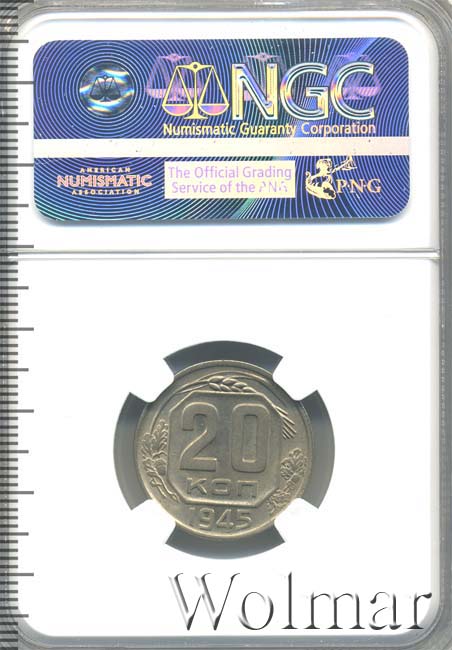 NGC
Numismatic Guaranty Corporation
AMERICAN
NUMISMATIC
ASSOCIATION
The Official Grading
Service of the PNG
PNG
20
КОП
1945
Wolmar